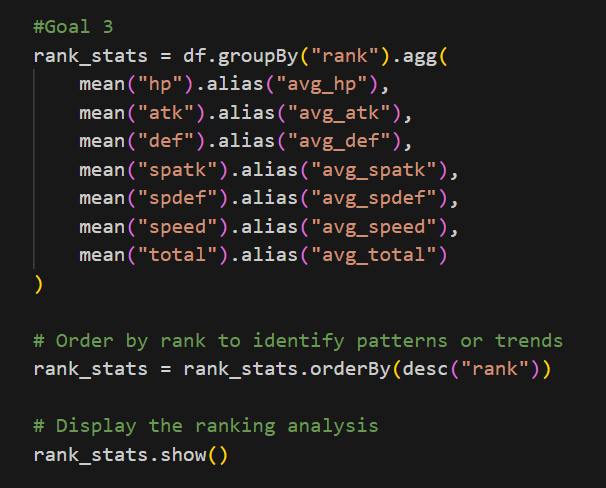 #Goal 3
rank_stats = df.groupBy("rank").agg(
    mean("hp").alias("avg_hp"),
    mean("atk").alias("avg_atk"),
    mean("def").alias("avg_def"),
    mean("spatk").alias("avg_spatk"),
    mean("spdef").alias("avg_spdef"),
    mean("speed").alias("avg_speed"),
    mean("total").alias("avg_total")
)
# Order by rank to identify patterns or trends
rank_stats = rank_stats.orderBy(desc("rank"))
# Display the ranking analysis
rank_stats.show()